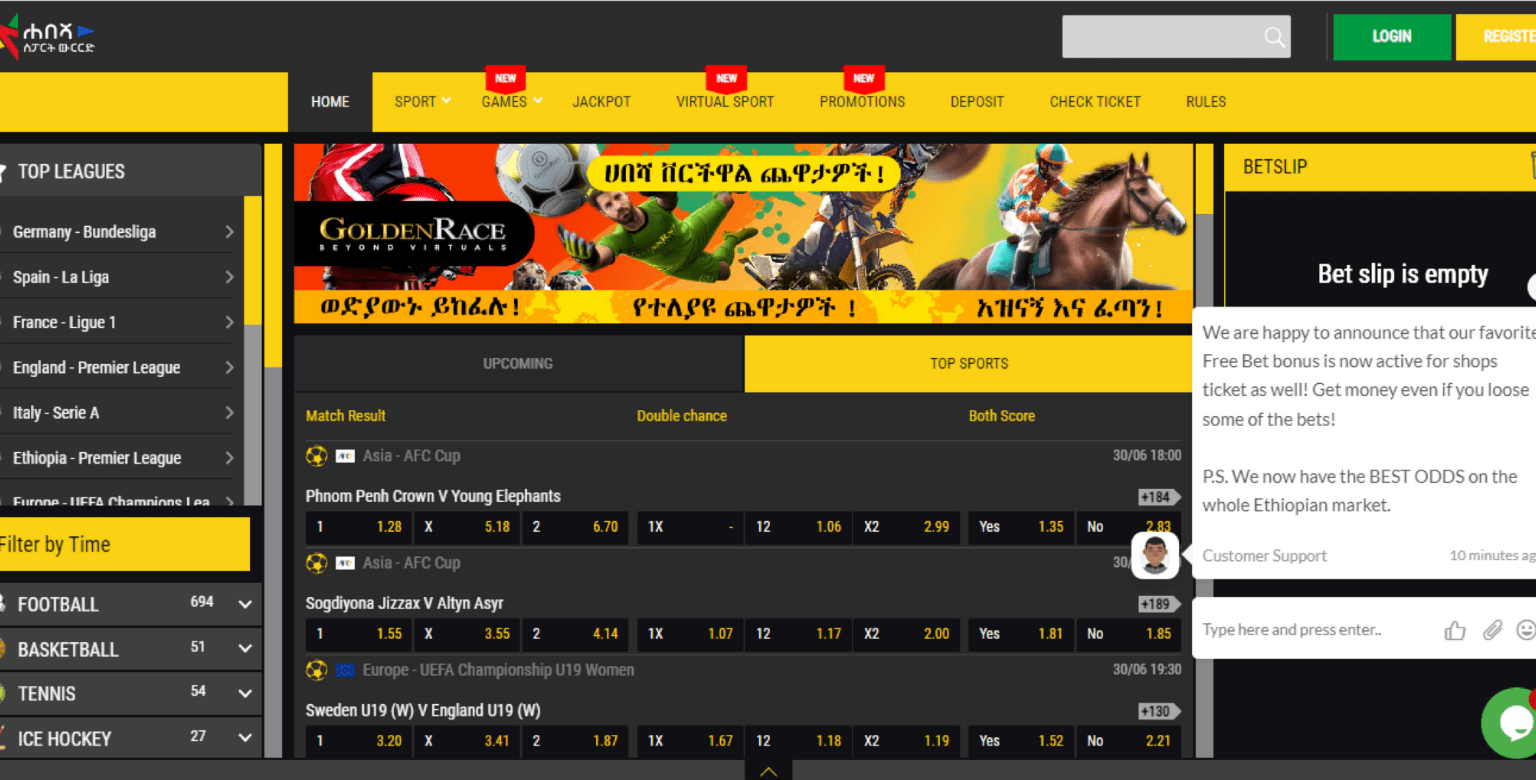 ሐበሻ
ስፖርት ውርርድ
LOGIN
REGISTE
NEW
NEW
NEW
HOME
SPORT
GAMES
JACKPOT
VIRTUAL SPORT
PROMOTIONS
DEPOSIT
CHECK TICKET
RULES
TOP LEAGUES
Germany - Bundesliga
Spain - La Liga
France - Ligue 1
England - Premier League
Italy - Serie A
Ethiopia - Premier League
Europe - UEFA Champions Lea
Filter by Time
FOOTBALL 694
BASKETBALL 51
TENNIS 54
ICE HOCKEY 27
ሀበሻ ቨርችዋል ጨዋታዎች!
GOLDENRACE
BEYOND VIRTUALS
ወድያውኑ ይከፈሉ! የተለያዩ ጨዋታዎች ! አዝናኝ እና ፈጣን!
UPCOMING
TOP SPORTS
Match Result Double chance Both Score
Asia - AFC Cup 30/06 18:00
Phnom Penh Crown V Young Elephants +184
1 1.28 X 5.18 2 6.70 1X - 12 1.06 X2 2.99 Yes 1.35 No 2.83
Asia - AFC Cup 30/
Sogdiyona Jizzax V Altyn Asyr +189
1 1.55 X 3.55 2 4.14 1X 1.07 12 1.17 X2 2.00 Yes 1.81 No 1.85
Europe - UEFA Championship U19 Women 30/06 19:30
Sweden U19 (W) V England U19 (W) +130
1 3.20 X 3.41 2 1.87 1X 1.67 12 1.18 X2 1.19 Yes 1.52 No 2.21
BETSLIP
Bet slip is empty
We are happy to announce that our favorite
Free Bet bonus is now active for shops
ticket as well! Get money even if you loose
some of the bets!
P.S. We now have the BEST ODDS on the
whole Ethiopian market.
Customer Support 10 minutes ag
Type here and press enter..